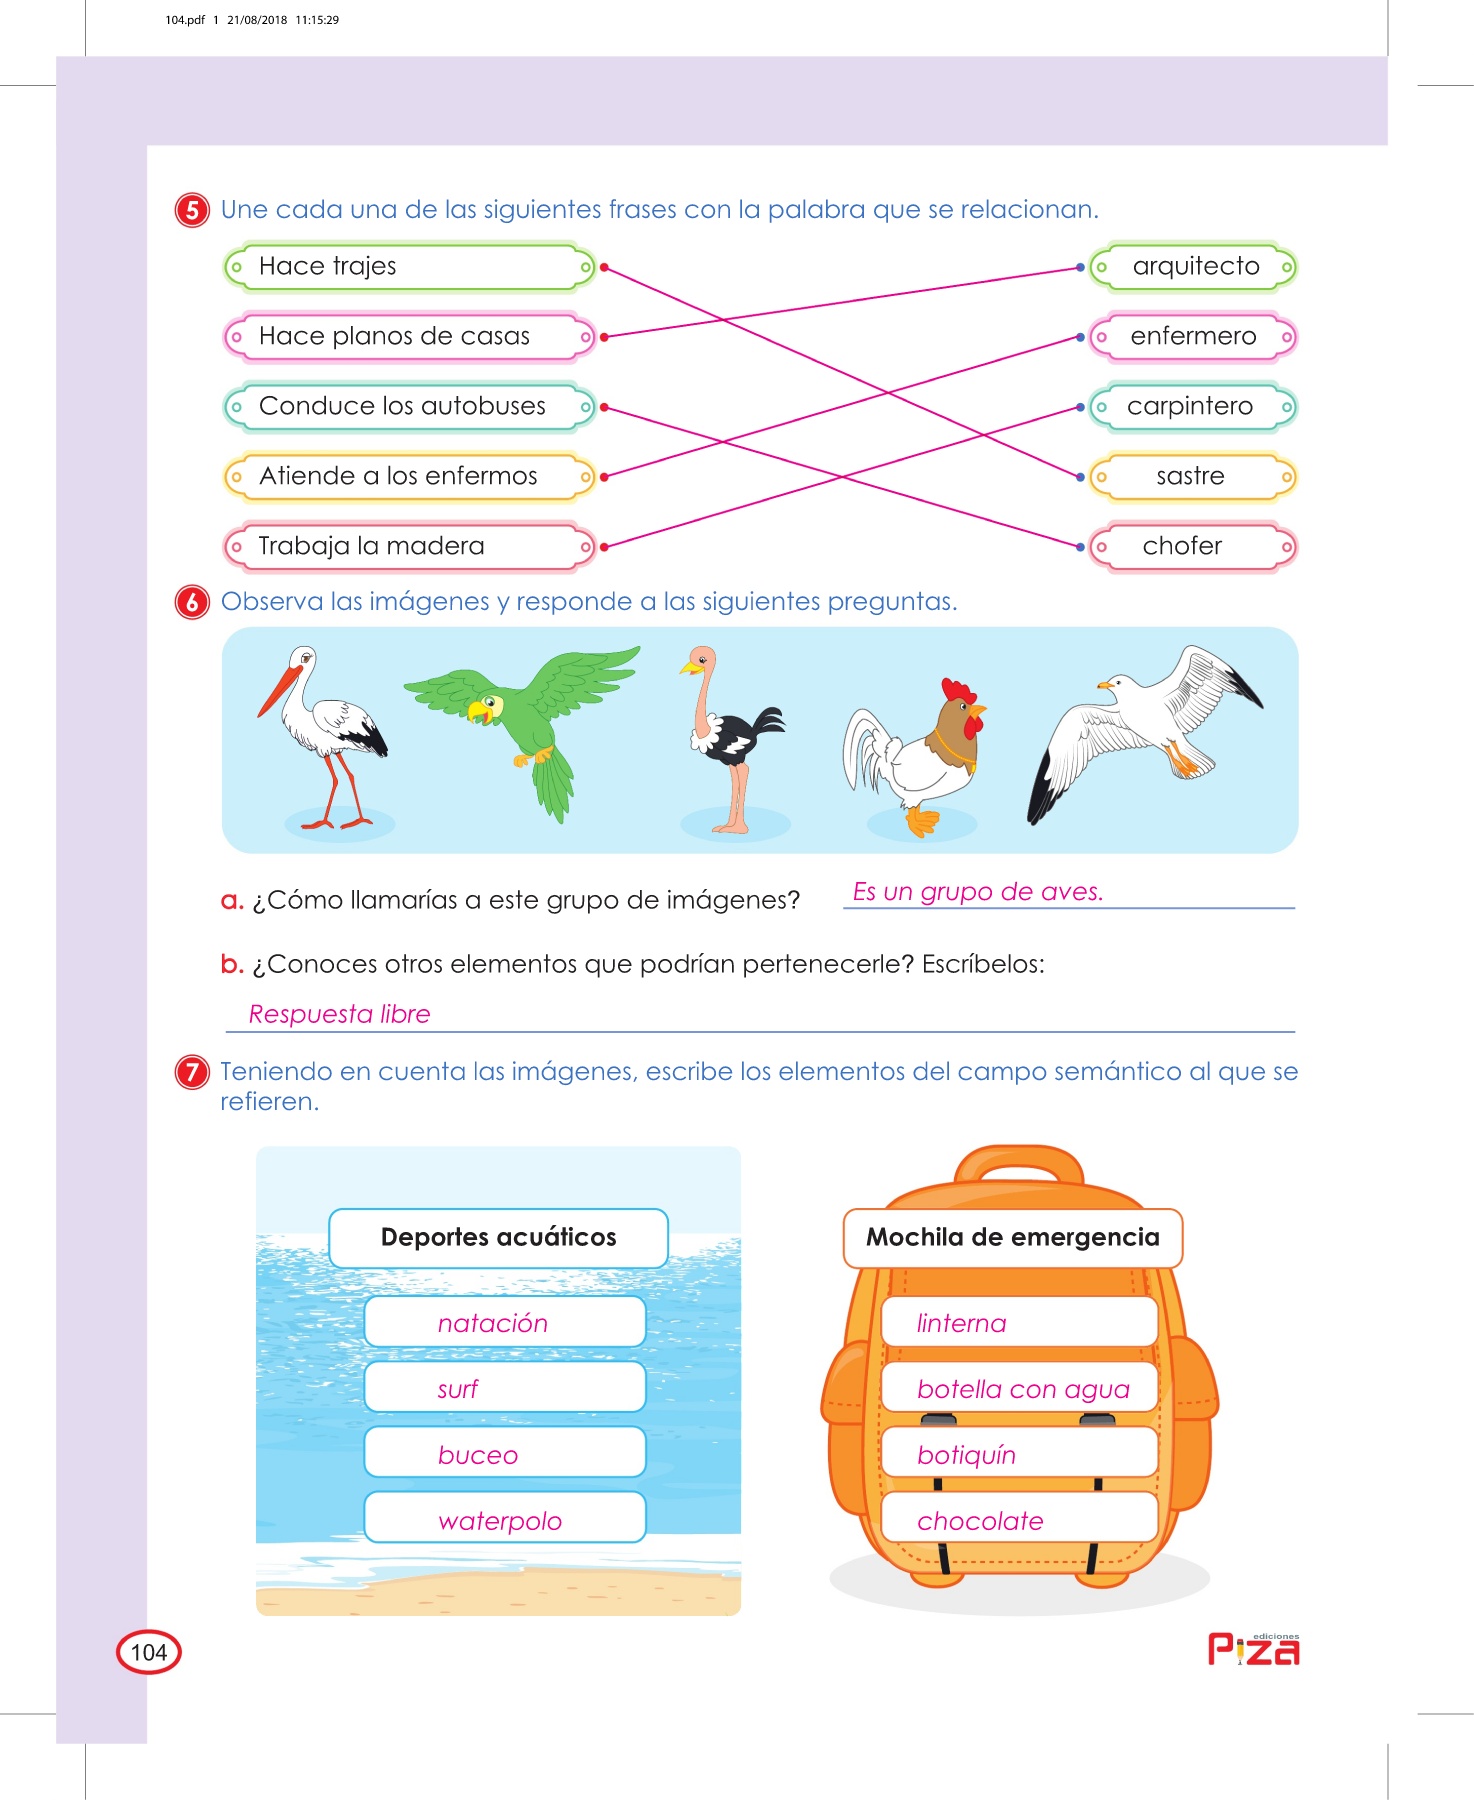 104.pdf 1 21/08/2018 11:15:29
5 Une cada una de las siguientes frases con la palabra que se relacionan.
Hace trajes
arquitecto
Hace planos de casas
enfermero
Conduce los autobuses
carpintero
Atiende a los enfermos
sastre
Trabaja la madera
chofer
6 Observa las imágenes y responde a las siguientes preguntas.
a. ¿Cómo llamarías a este grupo de imágenes? Es un grupo de aves.
b. ¿Conoces otros elementos que podrían pertenecerle? Escríbelos:
Respuesta libre
7 Teniendo en cuenta las imágenes, escribe los elementos del campo semántico al que se
refieren.
Deportes acuáticos
natación
surf
buceo
waterpolo
Mochila de emergencia
linterna
botella con agua
botiquín
chocolate
104
ediciones
Piza